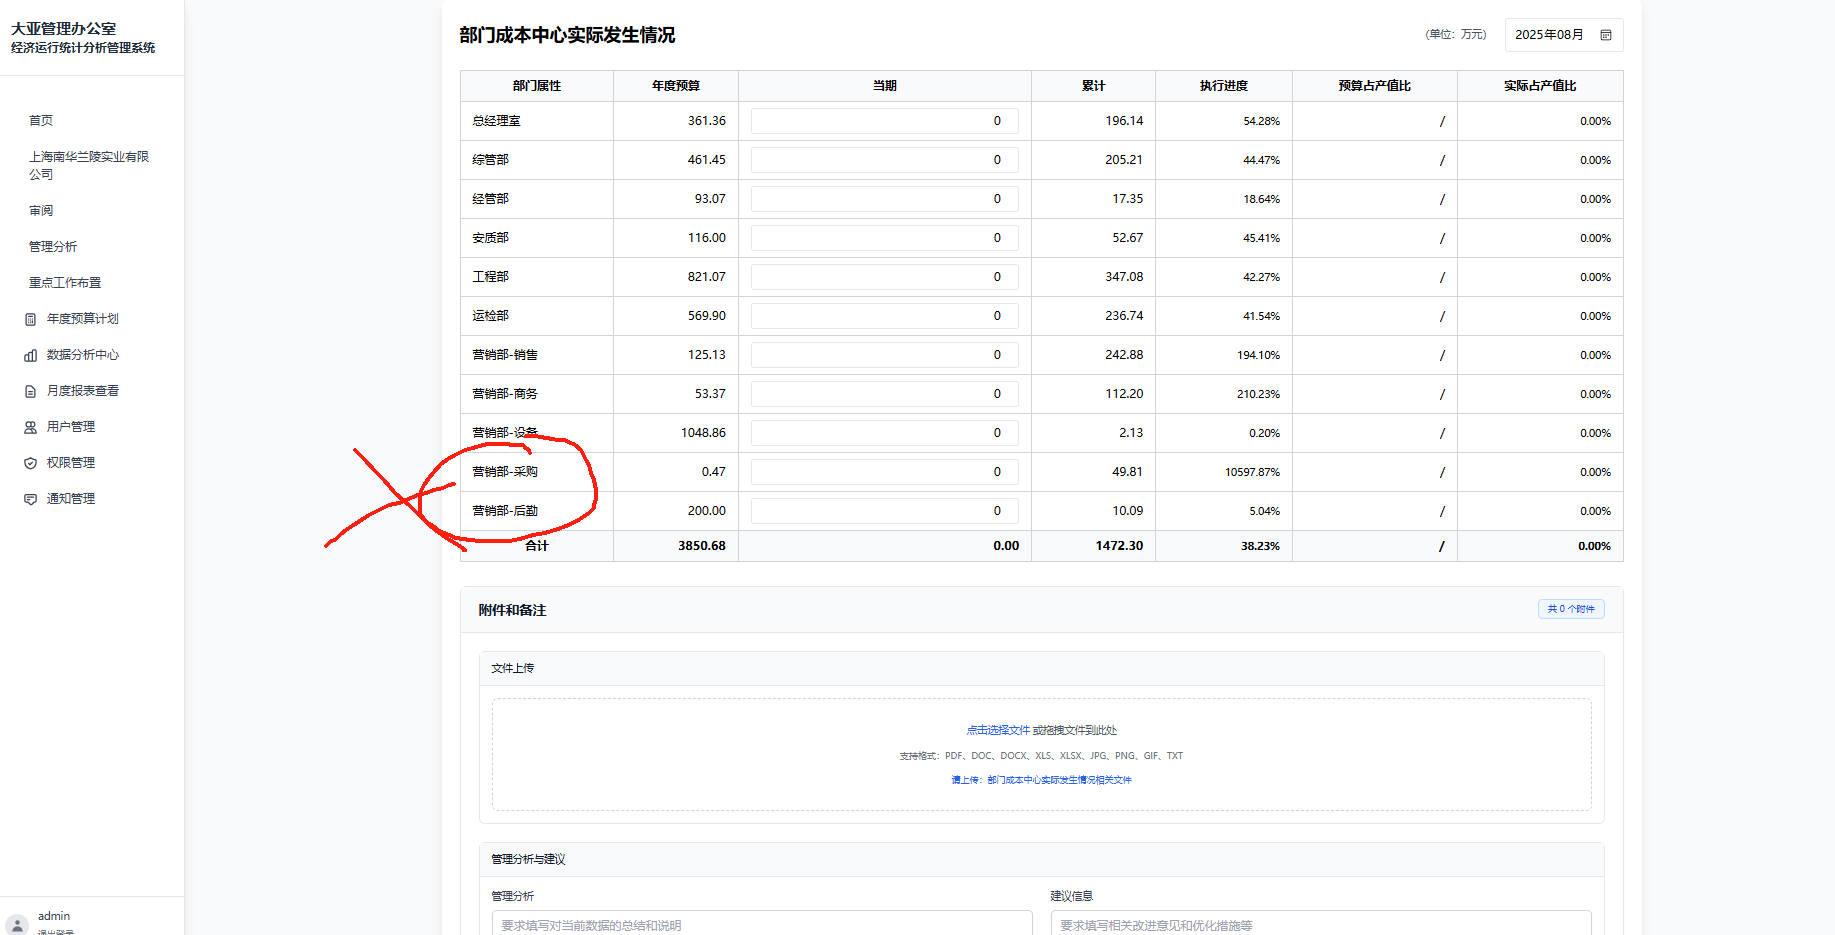 大亚管理办公室
经济运行统计分析管理系统
首页
上海南华兰陵实业有限
公司
审阅
管理分析
重点工作布置
年度预算计划
数据分析中心
月度报表查看
用户管理
权限管理
通知管理
admin
退出登录
部门成本中心实际发生情况
(单位：万元)
2025年08月
部门属性 年度预算 当期 累计 执行进度 预算占产值比 实际占产值比
总经理室 361.36 0 196.14 54.28% / 0.00%
综管部 461.45 0 205.21 44.47% / 0.00%
经管部 93.07 0 17.35 18.64% / 0.00%
安质部 116.00 0 52.67 45.41% / 0.00%
工程部 821.07 0 347.08 42.27% / 0.00%
运检部 569.90 0 236.74 41.54% / 0.00%
营销部-销售 125.13 0 242.88 194.10% / 0.00%
营销部-商务 53.37 0 112.20 210.23% / 0.00%
营销部-设备 1048.86 0 2.13 0.20% / 0.00%
营销部-采购 0.47 0 49.81 10597.87% / 0.00%
营销部-后勤 200.00 0 10.09 5.04% / 0.00%
合计 3850.68 0.00 1472.30 38.23% / 0.00%
附件和备注
共 0 个附件
文件上传
点击选择文件 或拖拽文件到此处
支持格式：PDF、DOC、DOCX、XLS、XLSX、JPG、PNG、GIF、TXT
请上传：部门成本中心实际发生情况相关文件
管理分析与建议
管理分析
建议信息
要求填写对当前数据的总结和说明
要求填写相关改进意见和优化措施等